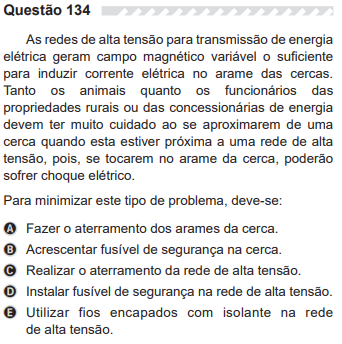 Questão 134
As redes de alta tensão para transmissão de energia
elétrica geram campo magnético variável o suficiente
para induzir corrente elétrica no arame das cercas.
Tanto os animais quanto os funcionários das
propriedades rurais ou das concessionárias de energia
devem ter muito cuidado ao se aproximarem de uma
cerca quando esta estiver próxima a uma rede de alta
tensão, pois, se tocarem no arame da cerca, poderão
sofrer choque elétrico.
Para minimizar este tipo de problema, deve-se:
A Fazer o aterramento dos arames da cerca.
B Acrescentar fusível de segurança na cerca.
C Realizar o aterramento da rede de alta tensão.
D Instalar fusível de segurança na rede de alta tensão.
E Utilizar fios encapados com isolante na rede
de alta tensão.